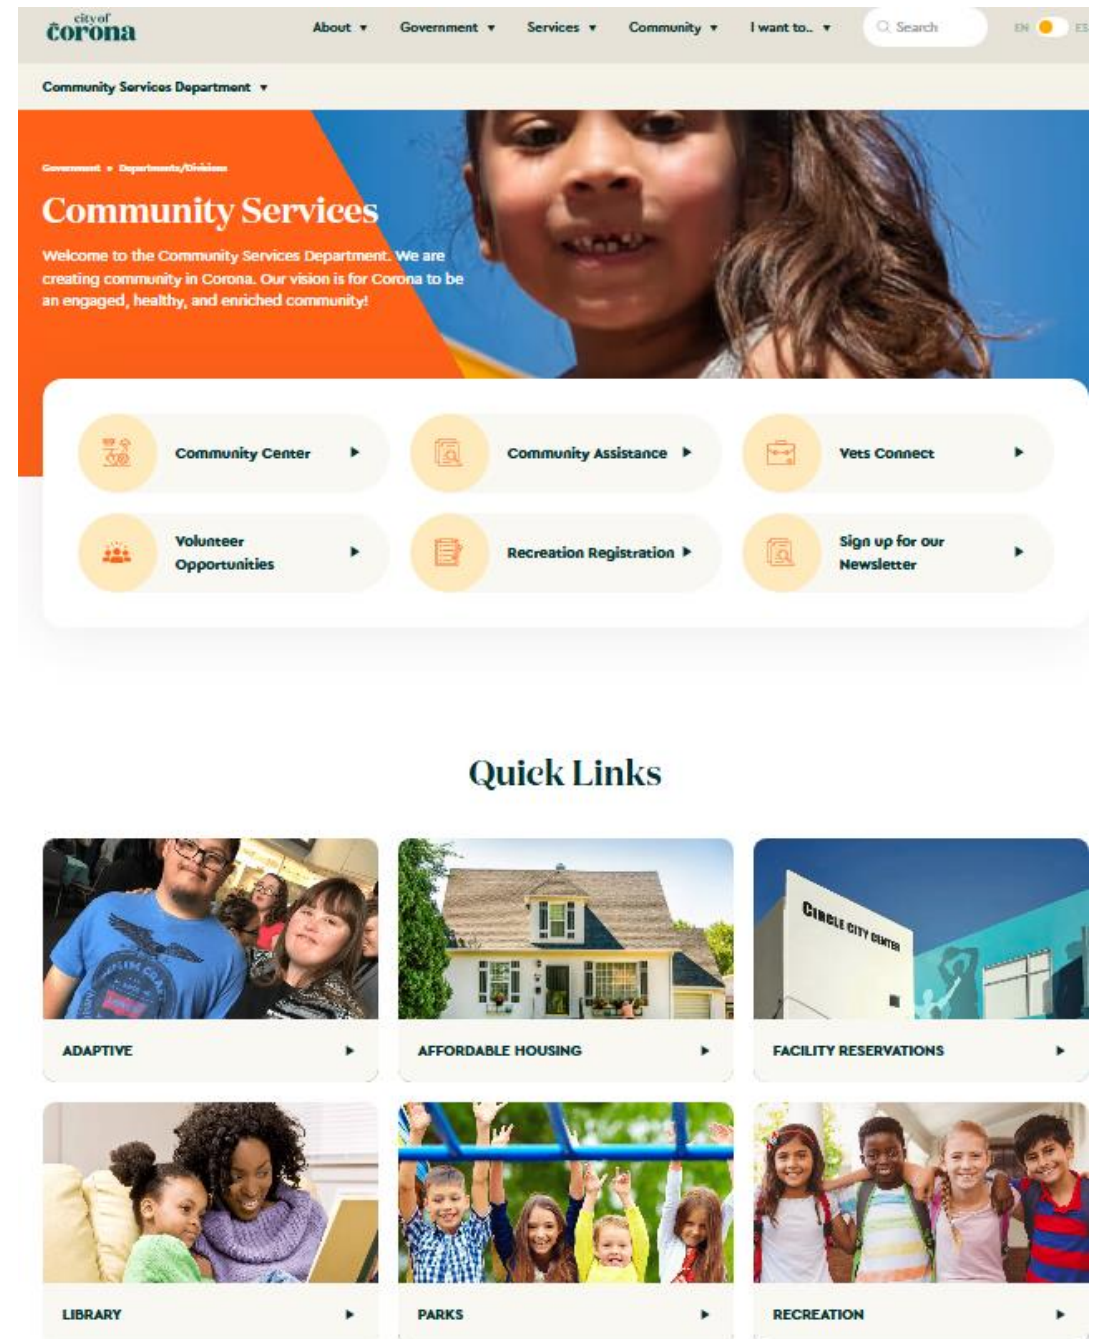 city of
corona
About ▾ Government ▾ Services ▾ Community ▾ I want to.. ▾ Search EN ES
Community Services Department ▾
Government » Departments/Divisions
Community Services
Welcome to the Community Services Department. We are
creating community in Corona. Our vision is for Corona to be
an engaged, healthy, and enriched community!
Community Center
Community Assistance
Vets Connect
Volunteer
Opportunities
Recreation Registration
Sign up for our
Newsletter
Quick Links
CIRCLE CITY CENTER
ADAPTIVE
AFFORDABLE HOUSING
FACILITY RESERVATIONS
LIBRARY
PARKS
RECREATION